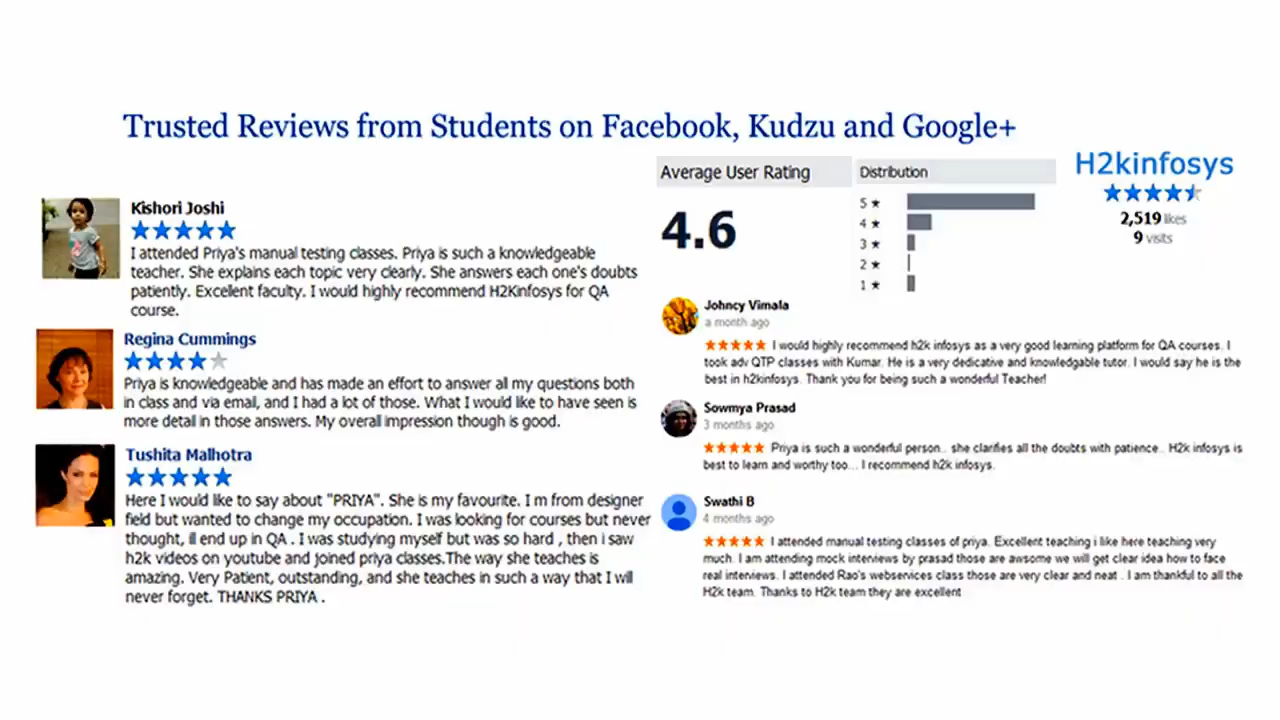 Trusted Reviews from Students on Facebook, Kudzu and Google+
Kishori Joshi
I attended Priya's manual testing classes. Priya is such a knowledgeable
teacher. She explains each topic very clearly. She answers each one's doubts
patiently. Excellent faculty. I would highly recommend H2Kinfosys for QA
course.
Regina Cummings
Priya is knowledgeable and has made an effort to answer all my questions both
in class and via email, and I had a lot of those. What I would like to have seen is
more detail in those answers. My overall impression though is good.
Tushita Malhotra
Here I would like to say about "PRIYA". She is my favourite. I m from designer
field but wanted to change my occupation. I was looking for courses but never
thought, ill end up in QA . I was studying myself but was so hard , then i saw
h2k videos on youtube and joined priya classes.The way she teaches is
amazing. Very Patient, outstanding, and she teaches in such a way that I will
never forget. THANKS PRIYA .
Average User Rating
4.6
Distribution
5 ★
4 ★
3 ★
2 ★
1 ★
H2kinfosys
2,519 likes
9 visits
Johncy Vimala
a month ago
I would highly recommend h2k infosys as a very good learning platform for QA courses. I
took adv QTP classes with Kumar. He is a very dedicative and knowledgable tutor. I would say he is the
best in h2kinfosys. Thank you for being such a wonderful Teacher!
Sowmya Prasad
3 months ago
Priya is such a wonderful person.. she clarifies all the doubts with patience.. H2k infosys is
best to learn and worthy too... I recommend h2k infosys.
Swathi B
4 months ago
I attended manual testing classes of priya. Excellent teaching i like here teaching very
much. I am attending mock interviews by prasad those are awsome we will get clear idea how to face
real interviews. I attended Rao's webservices class those are very clear and neat . I am thankful to all the
H2k team. Thanks to H2k team they are excellent